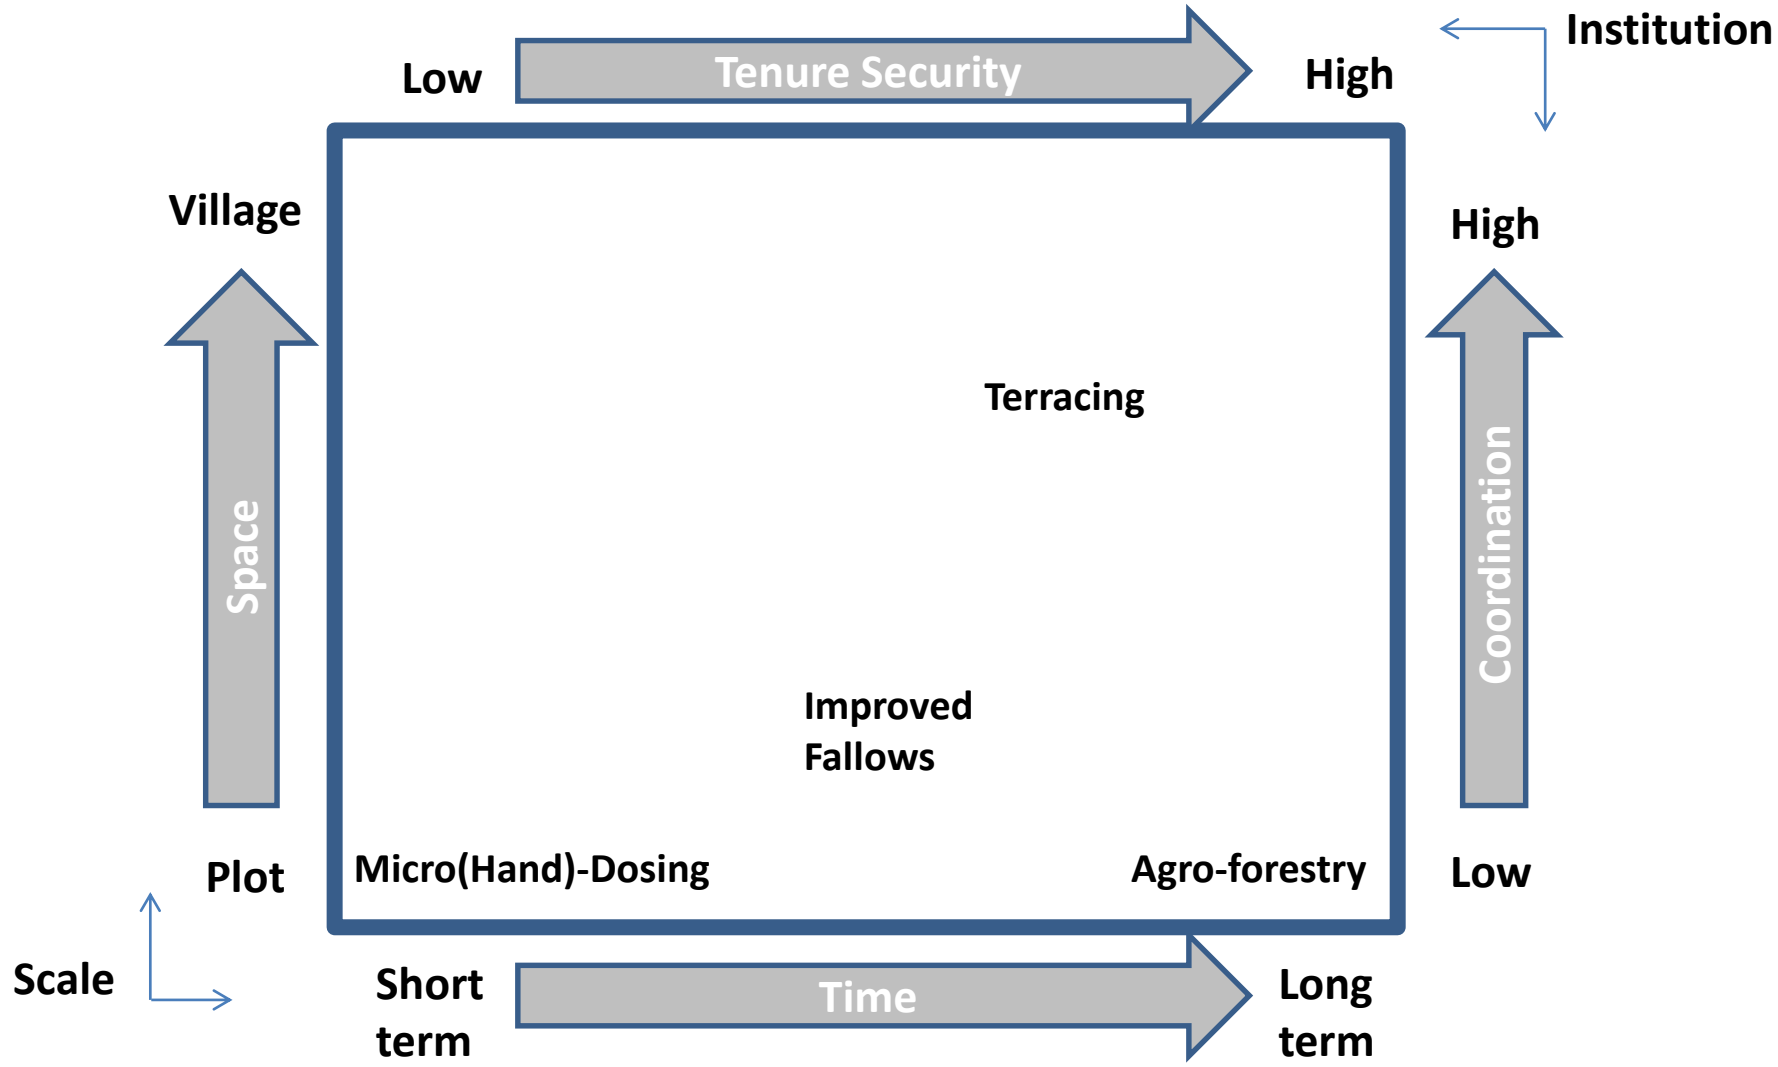 Institution
Low
Tenure Security
High
Village
High
Terracing
Space
Coordination
Improved
Fallows
Plot
Micro(Hand)-Dosing
Agro-forestry
Low
Scale
Short
term
Time
Long
term